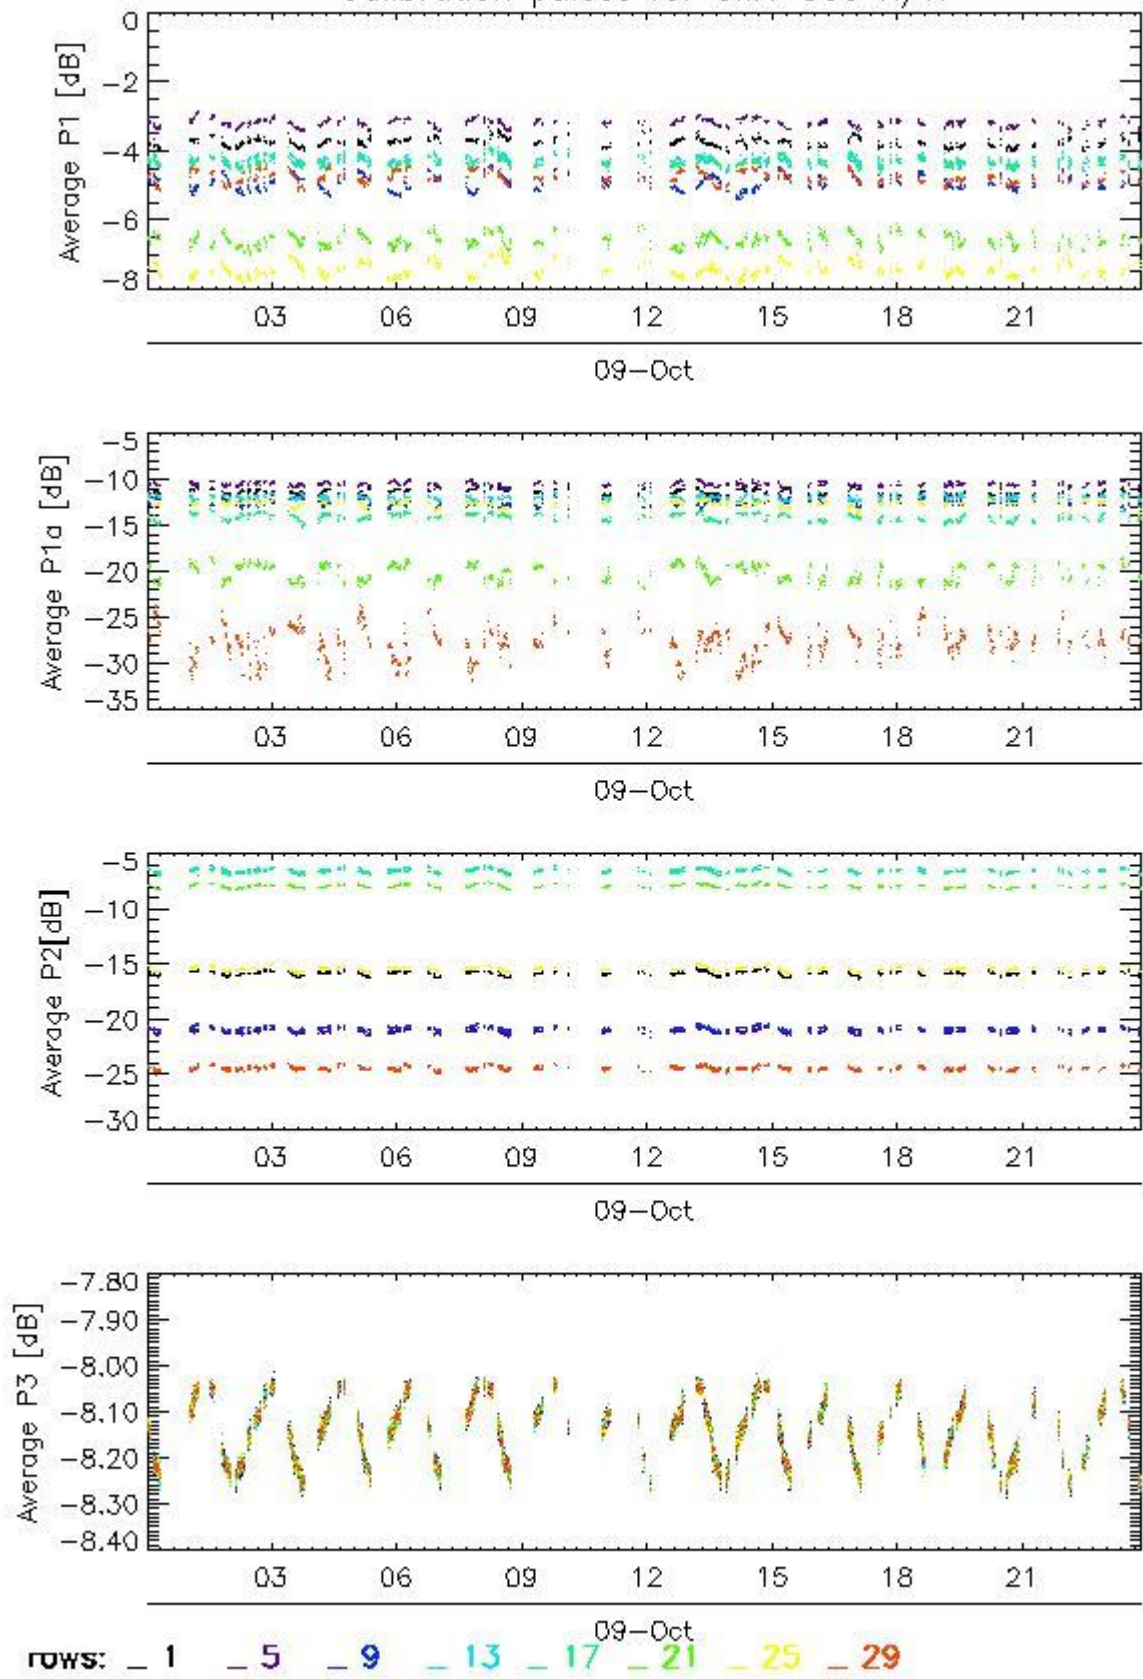 0
-2
-4
-6
-8
Average P1 [dB]
03 06 09 12 15 18 21
09-Oct
-5
-10
-15
-20
-25
-30
-35
Average P1a [dB]
03 06 09 12 15 18 21
09-Oct
-5
-10
-15
-20
-25
-30
Average P2[dB]
03 06 09 12 15 18 21
09-Oct
-7.80
-7.90
-8.00
-8.10
-8.20
-8.30
-8.40
Average P3 [dB]
03 06 09 12 15 18 21
09-Oct
rows: _ 1 _ 5 _ 9 _ 13 _ 17 _ 21 _ 25 _ 29